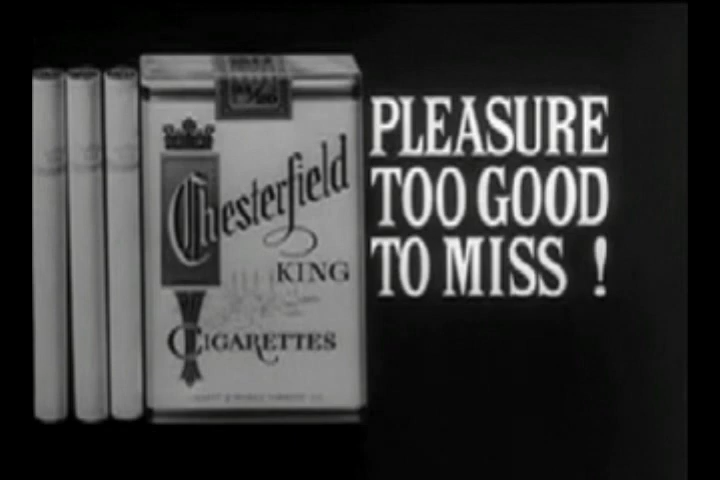 Chesterfield
KING
CIGARETTES
PLEASURE
TOO GOOD
TO MISS !